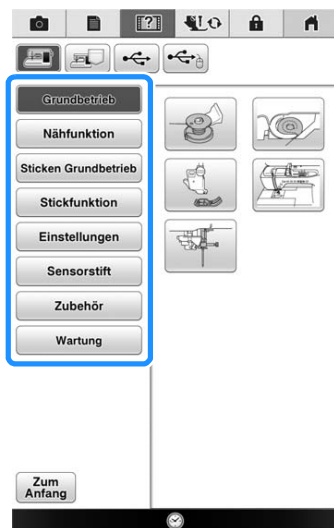 Grundbetrieb
Nähfunktion
Sticken Grundbetrieb
Stickfunktion
Einstellungen
Sensorstift
Zubehör
Wartung
Zum
Anfang